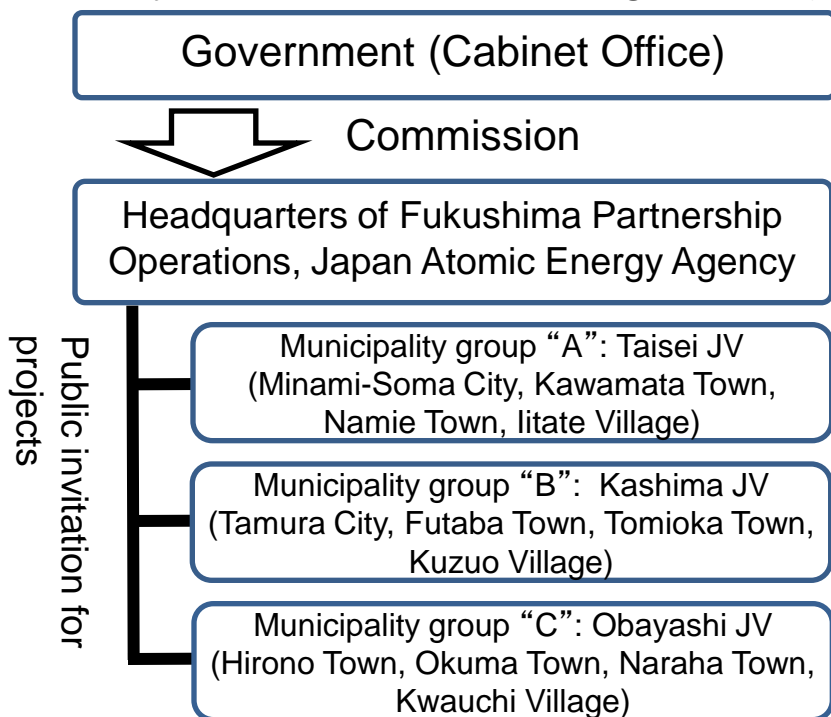 Government (Cabinet Office)
Commission
Headquarters of Fukushima Partnership
Operations, Japan Atomic Energy Agency
Public invitation for
projects
Municipality group “A”: Taisei JV
(Minami-Soma City, Kawamata Town,
Namie Town, Iitate Village)
Municipality group “B”: Kashima JV
(Tamura City, Futaba Town, Tomioka Town,
Kuzuo Village)
Municipality group “C”: Obayashi JV
(Hirono Town, Okuma Town, Naraha Town,
Kwauchi Village)